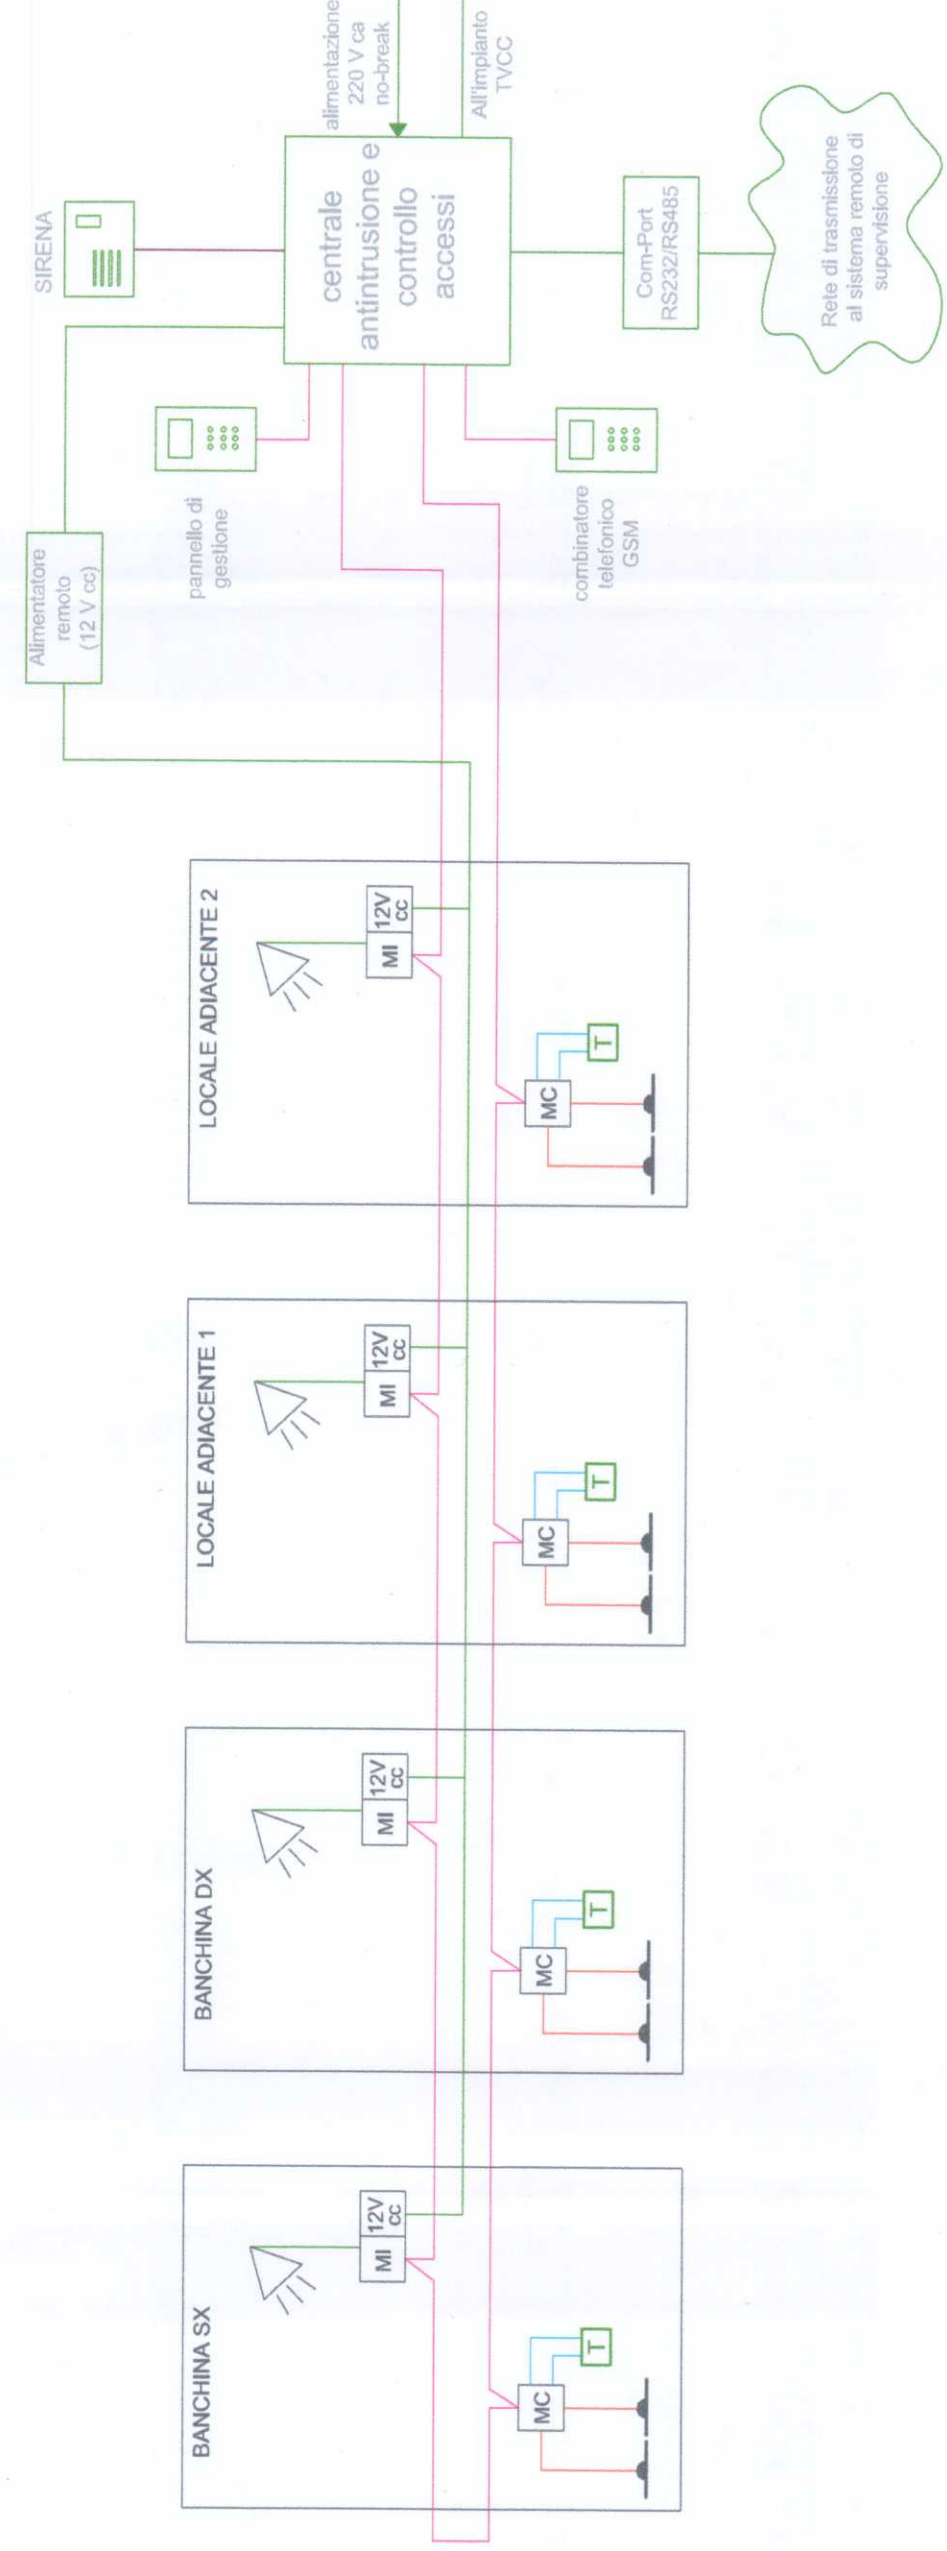 BANCHINA SX
MI
12V
CC
MC
T
BANCHINA DX
MI
12V
CC
MC
T
LOCALE ADIACENTE 1
MI
12V
CC
MC
T
LOCALE ADIACENTE 2
MI
12V
CC
MC
T
Alimentatore
remoto
(12 V cc)
pannello di
gestione
combinatore
telefonico
GSM
SIRENA
centrale
antintrusione e
controllo
accessi
alimentazione
220 V ca
no-break
All'impianto
TVCC
Com-Port
RS232/RS485
Rete di trasmissione
al sistema remoto di
supervisione